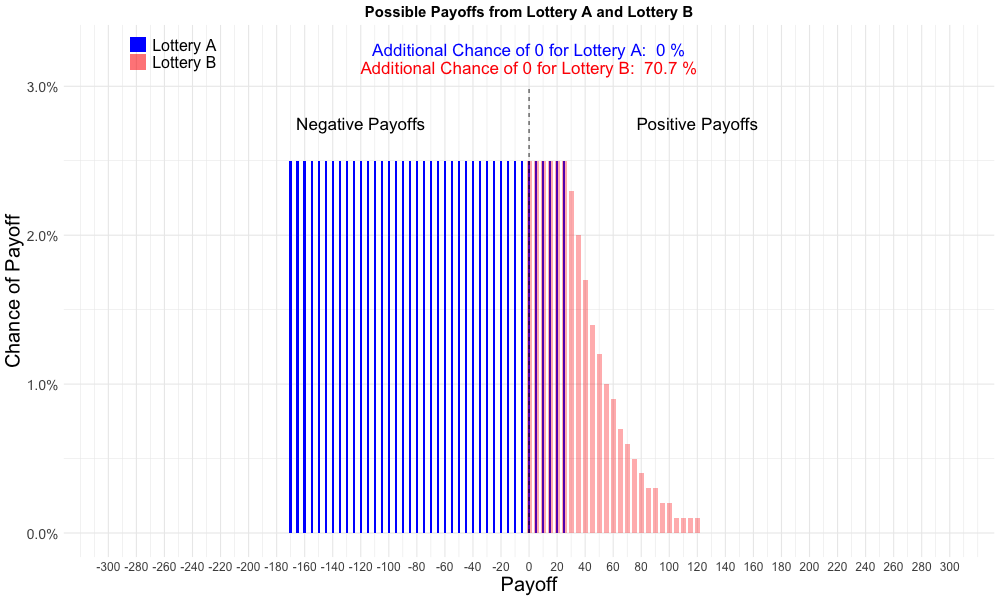 Possible Payoffs from Lottery A and Lottery B
Lottery A
Lottery B
Additional Chance of 0 for Lottery A:  0 %
Additional Chance of 0 for Lottery B:  70.7 %
Negative Payoffs
Positive Payoffs
Chance of Payoff
3.0%
2.0%
1.0%
0.0%
-300 -280 -260 -240 -220 -200 -180 -160 -140 -120 -100 -80 -60 -40 -20 0 20 40 60 80 100 120 140 160 180 200 220 240 260 280 300
Payoff